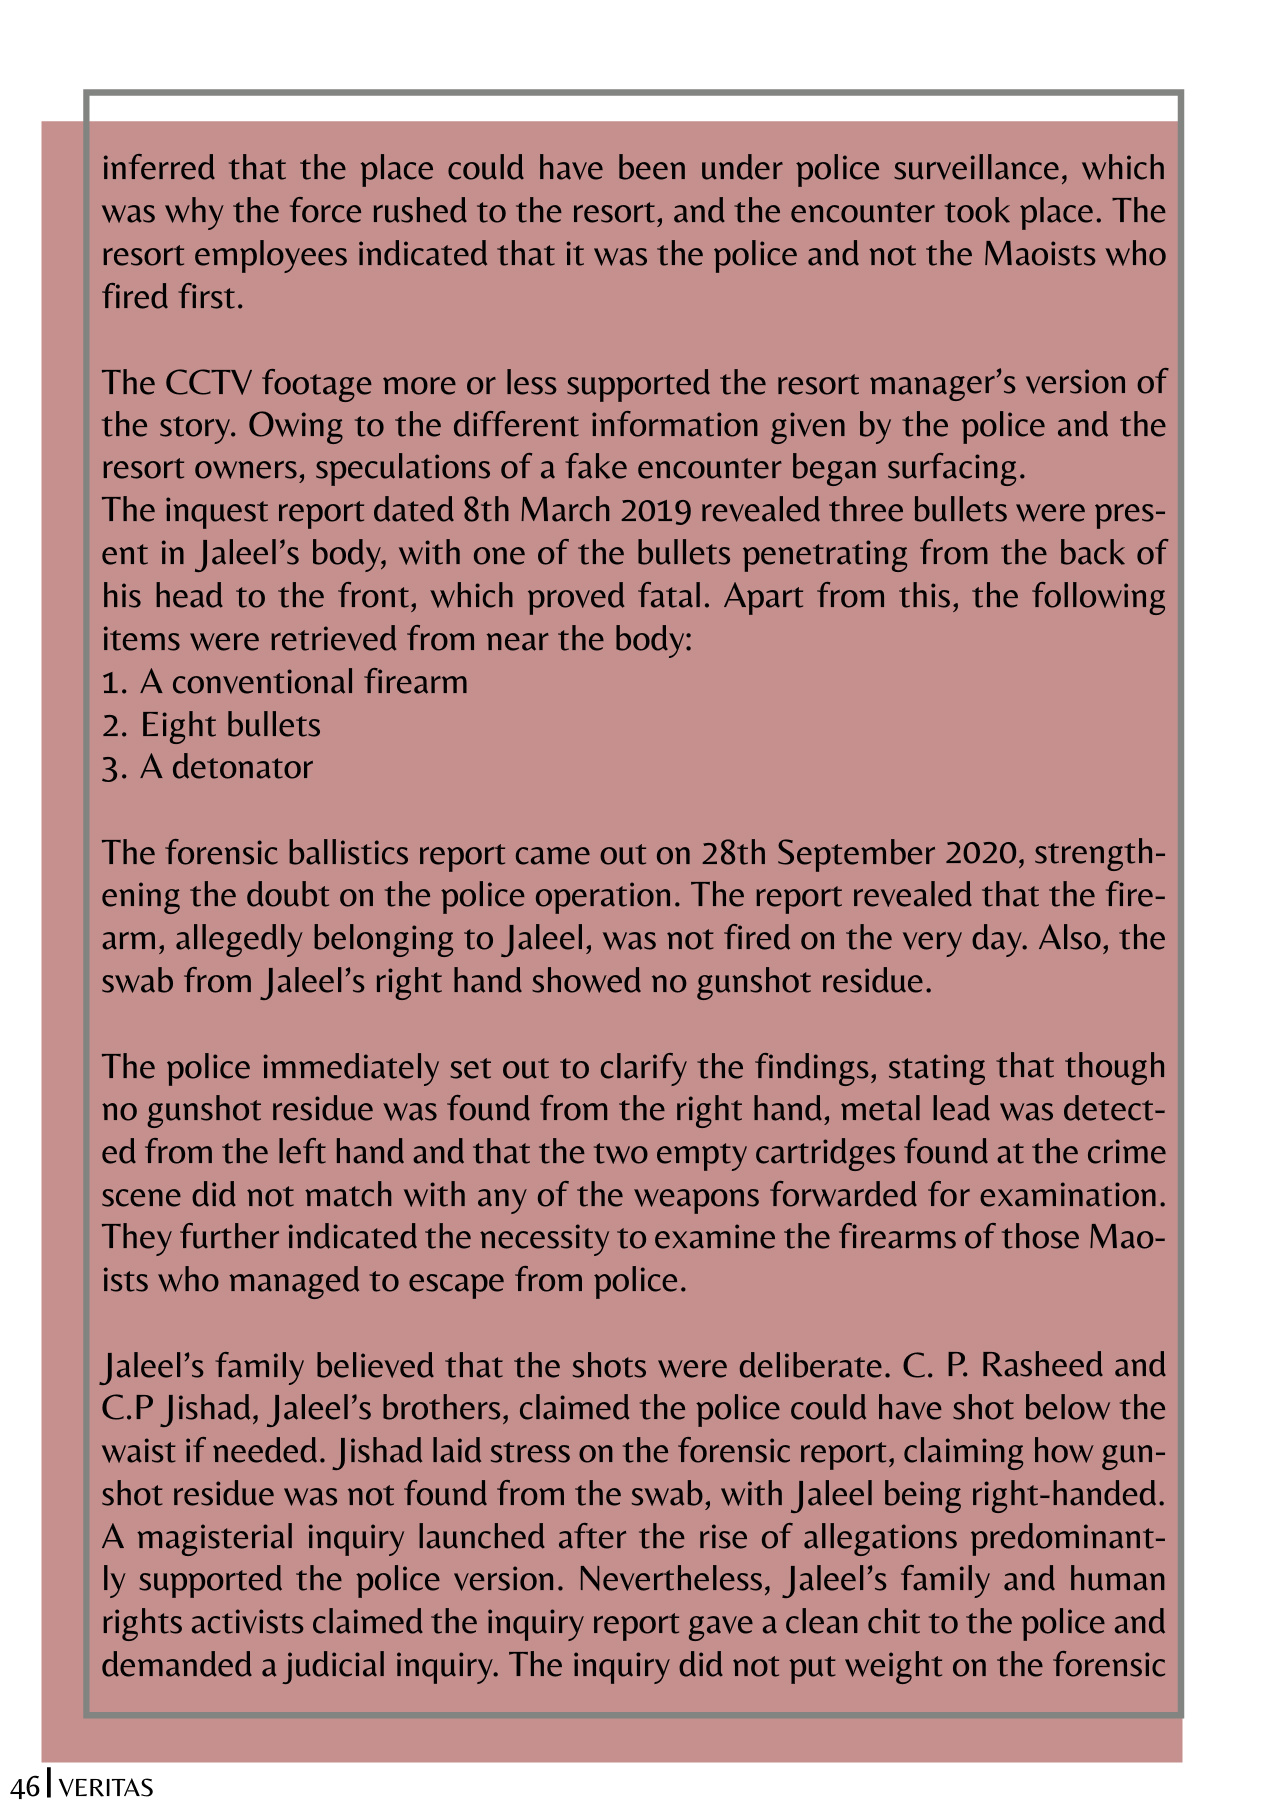 inferred that the place could have been under police surveillance, which
was why the force rushed to the resort, and the encounter took place. The
resort employees indicated that it was the police and not the Maoists who
fired first.
The CCTV footage more or less supported the resort manager's version of
the story. Owing to the different information given by the police and the
resort owners, speculations of a fake encounter began surfacing.
The inquest report dated 8th March 2019 revealed three bullets were pres-
ent in Jaleel's body, with one of the bullets penetrating from the back of
his head to the front, which proved fatal. Apart from this, the following
items were retrieved from near the body:
1. A conventional firearm
2. Eight bullets
3. A detonator
The forensic ballistics report came out on 28th September 2020, strength-
ening the doubt on the police operation. The report revealed that the fire-
arm, allegedly belonging to Jaleel, was not fired on the very day. Also, the
swab from Jaleel's right hand showed no gunshot residue.
The police immediately set out to clarify the findings, stating that though
no gunshot residue was found from the right hand, metal lead was detect-
ed from the left hand and that the two empty cartridges found at the crime
scene did not match with any of the weapons forwarded for examination.
They further indicated the necessity to examine the firearms of those Mao-
ists who managed to escape from police.
Jaleel's family believed that the shots were deliberate. C. P. Rasheed and
C.P Jishad, Jaleel's brothers, claimed the police could have shot below the
waist if needed. Jishad laid stress on the forensic report, claiming how gun-
shot residue was not found from the swab, with Jaleel being right-handed.
A magisterial inquiry launched after the rise of allegations predominant-
ly supported the police version. Nevertheless, Jaleel's family and human
rights activists claimed the inquiry report gave a clean chit to the police and
demanded a judicial inquiry. The inquiry did not put weight on the forensic
46 | VERITAS